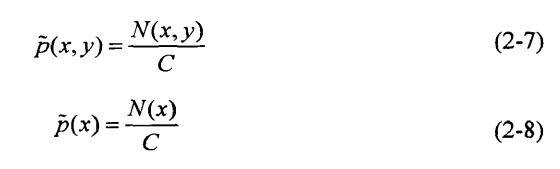 p̃(x, y) = N(x, y) / C (2-7)
p̃(x) = N(x) / C (2-8)